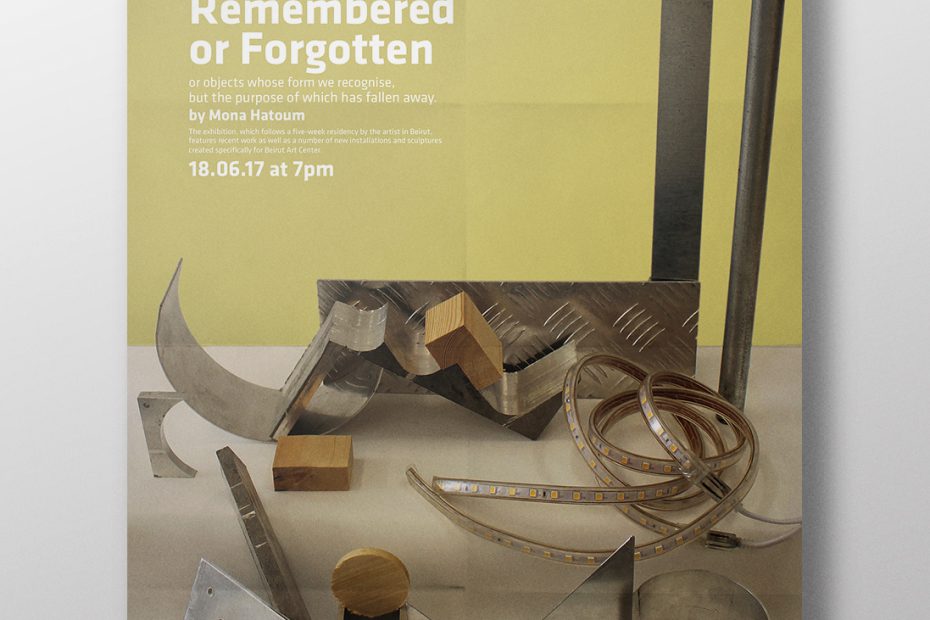 Remembered
or Forgotten
or objects whose form we recognise,
but the purpose of which has fallen away.
by Mona Hatoum
The exhibition, which follows a five-week residency by the artist in Beirut,
features recent work as well as a number of new installations and sculptures
created specifically for Beirut Art Center.
18.06.17 at 7pm